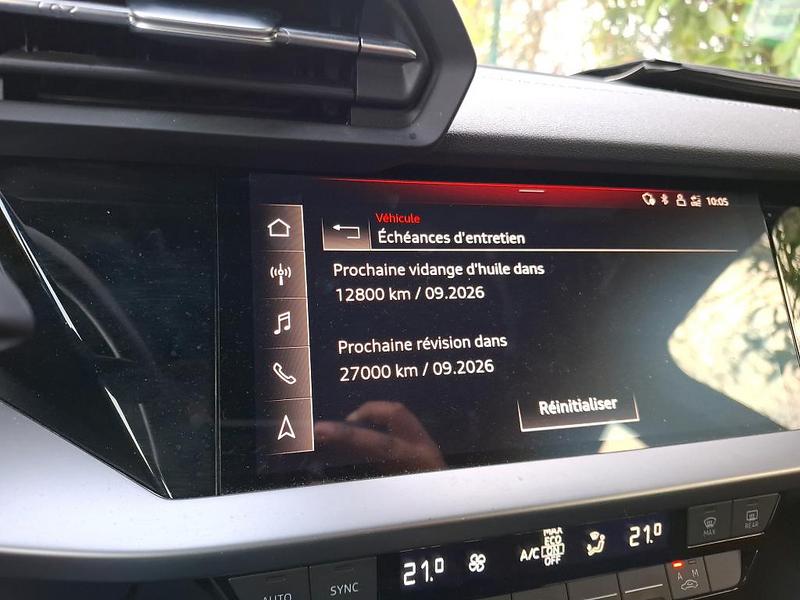 10:05
Véhicule
Échéances d'entretien
Prochaine vidange d'huile dans
12800 km / 09.2026
Prochaine révision dans
27000 km / 09.2026
Réinitialiser
MAX
ECO
A/C ON
OFF
21.0
21.0
MAX
REAR
AUTO
SYNC
A M